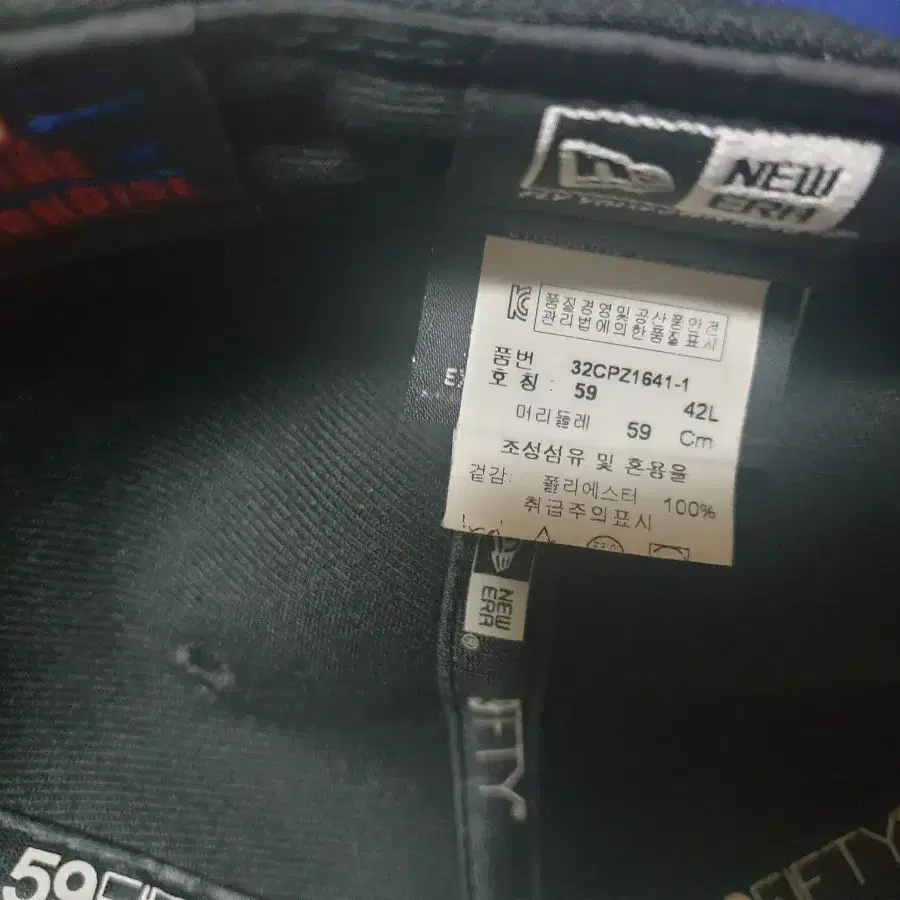 NEW
ERA
품질경영및공산품안전
관리법에의한품질표시
품번 32CPZ1641-1
호칭: 59 42L
머리둘레 59 Cm
조성섬유 및 혼용율
겉감: 폴리에스터 100%
취급주의표시
NEW
ERA
®
FTY
59FI
FIFTY